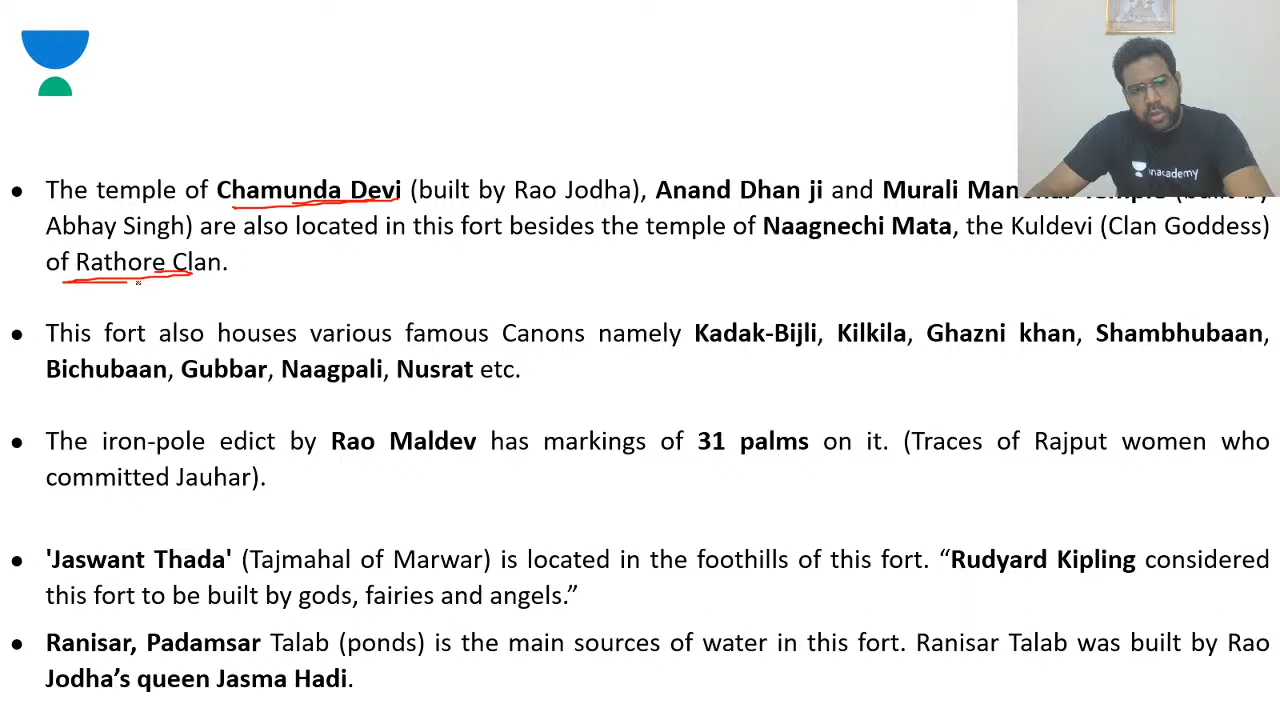 The temple of Chamunda Devi (built by Rao Jodha), Anand Dhan ji and Murali
Abhay Singh) are also located in this fort besides the temple of Naagnechi Mata, the Kuldevi (Clan Goddess)
of Rathore Clan.
This fort also houses various famous Canons namely Kadak-Bijli, Kilkila, Ghazni khan, Shambhubaan,
Bichubaan, Gubbar, Naagpali, Nusrat etc.
The iron-pole edict by Rao Maldev has markings of 31 palms on it. (Traces of Rajput women who
committed Jauhar).
'Jaswant Thada' (Tajmahal of Marwar) is located in the foothills of this fort. “Rudyard Kipling considered
this fort to be built by gods, fairies and angels.”
Ranisar, Padamsar Talab (ponds) is the main sources of water in this fort. Ranisar Talab was built by Rao
Jodha’s queen Jasma Hadi.
unacademy